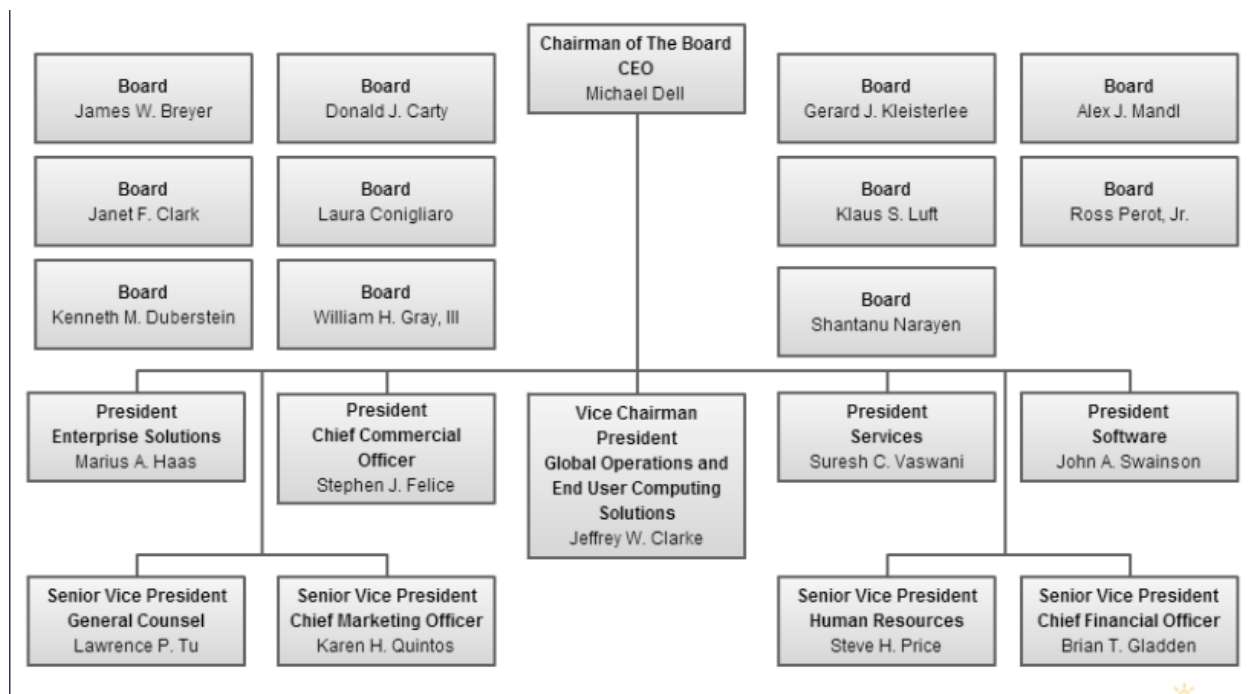 Chairman of The Board
CEO
Michael Dell
Board
James W. Breyer
Board
Donald J. Carty
Board
Gerard J. Kleisterlee
Board
Alex J. Mandl
Board
Janet F. Clark
Board
Laura Conigliaro
Board
Klaus S. Luft
Board
Ross Perot, Jr.
Board
Kenneth M. Duberstein
Board
William H. Gray, III
Board
Shantanu Narayen
President
Enterprise Solutions
Marius A. Haas
President
Chief Commercial
Officer
Stephen J. Felice
Vice Chairman
President
Global Operations and
End User Computing
Solutions
Jeffrey W. Clarke
President
Services
Suresh C. Vaswani
President
Software
John A. Swainson
Senior Vice President
General Counsel
Lawrence P. Tu
Senior Vice President
Chief Marketing Officer
Karen H. Quintos
Senior Vice President
Human Resources
Steve H. Price
Senior Vice President
Chief Financial Officer
Brian T. Gladden